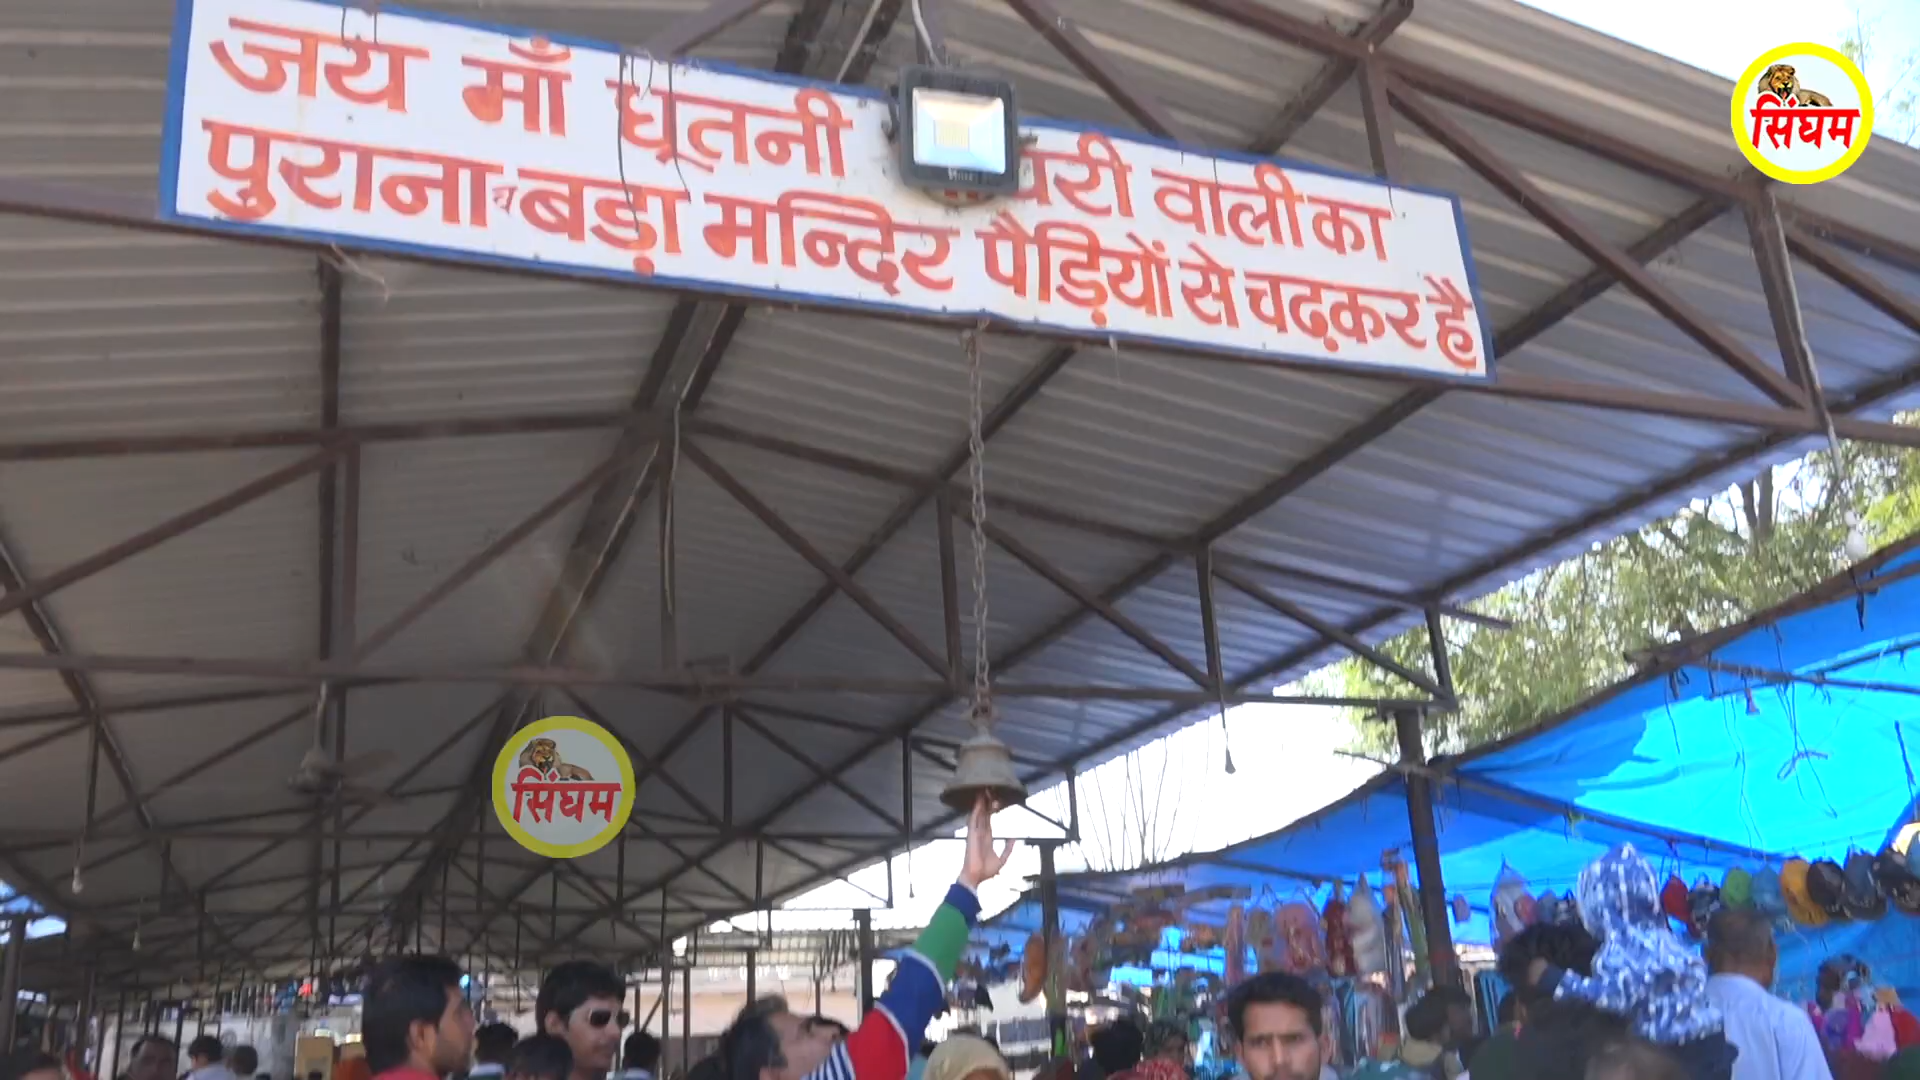 जय माँ ध्रतनी वाली का
पुराना व बड़ा मन्दिर पैड़ियों से चढ़कर है
सिंघम
सिंघम